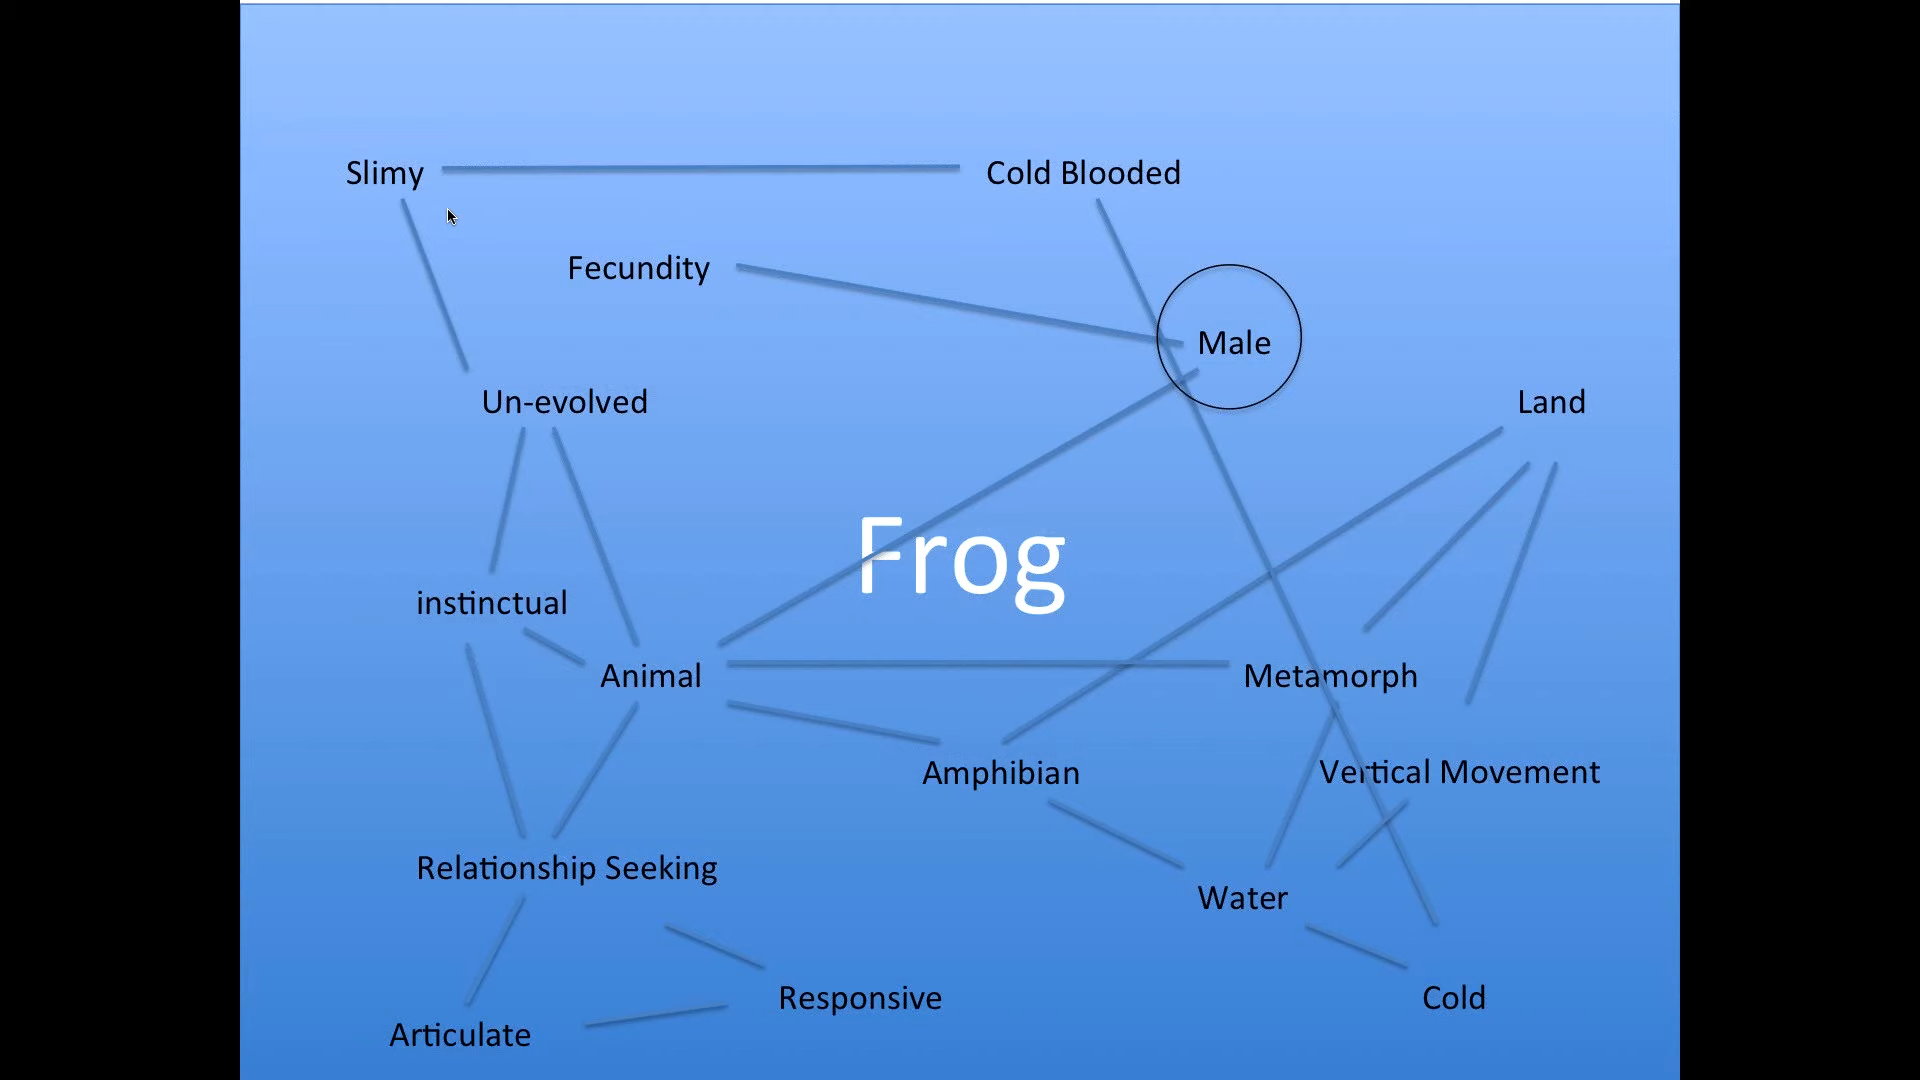 Slimy
Cold Blooded
Fecundity
Male
Un-evolved
Land
Frog
instinctual
Animal
Metamorph
Amphibian
Vertical Movement
Relationship Seeking
Water
Responsive
Cold
Articulate